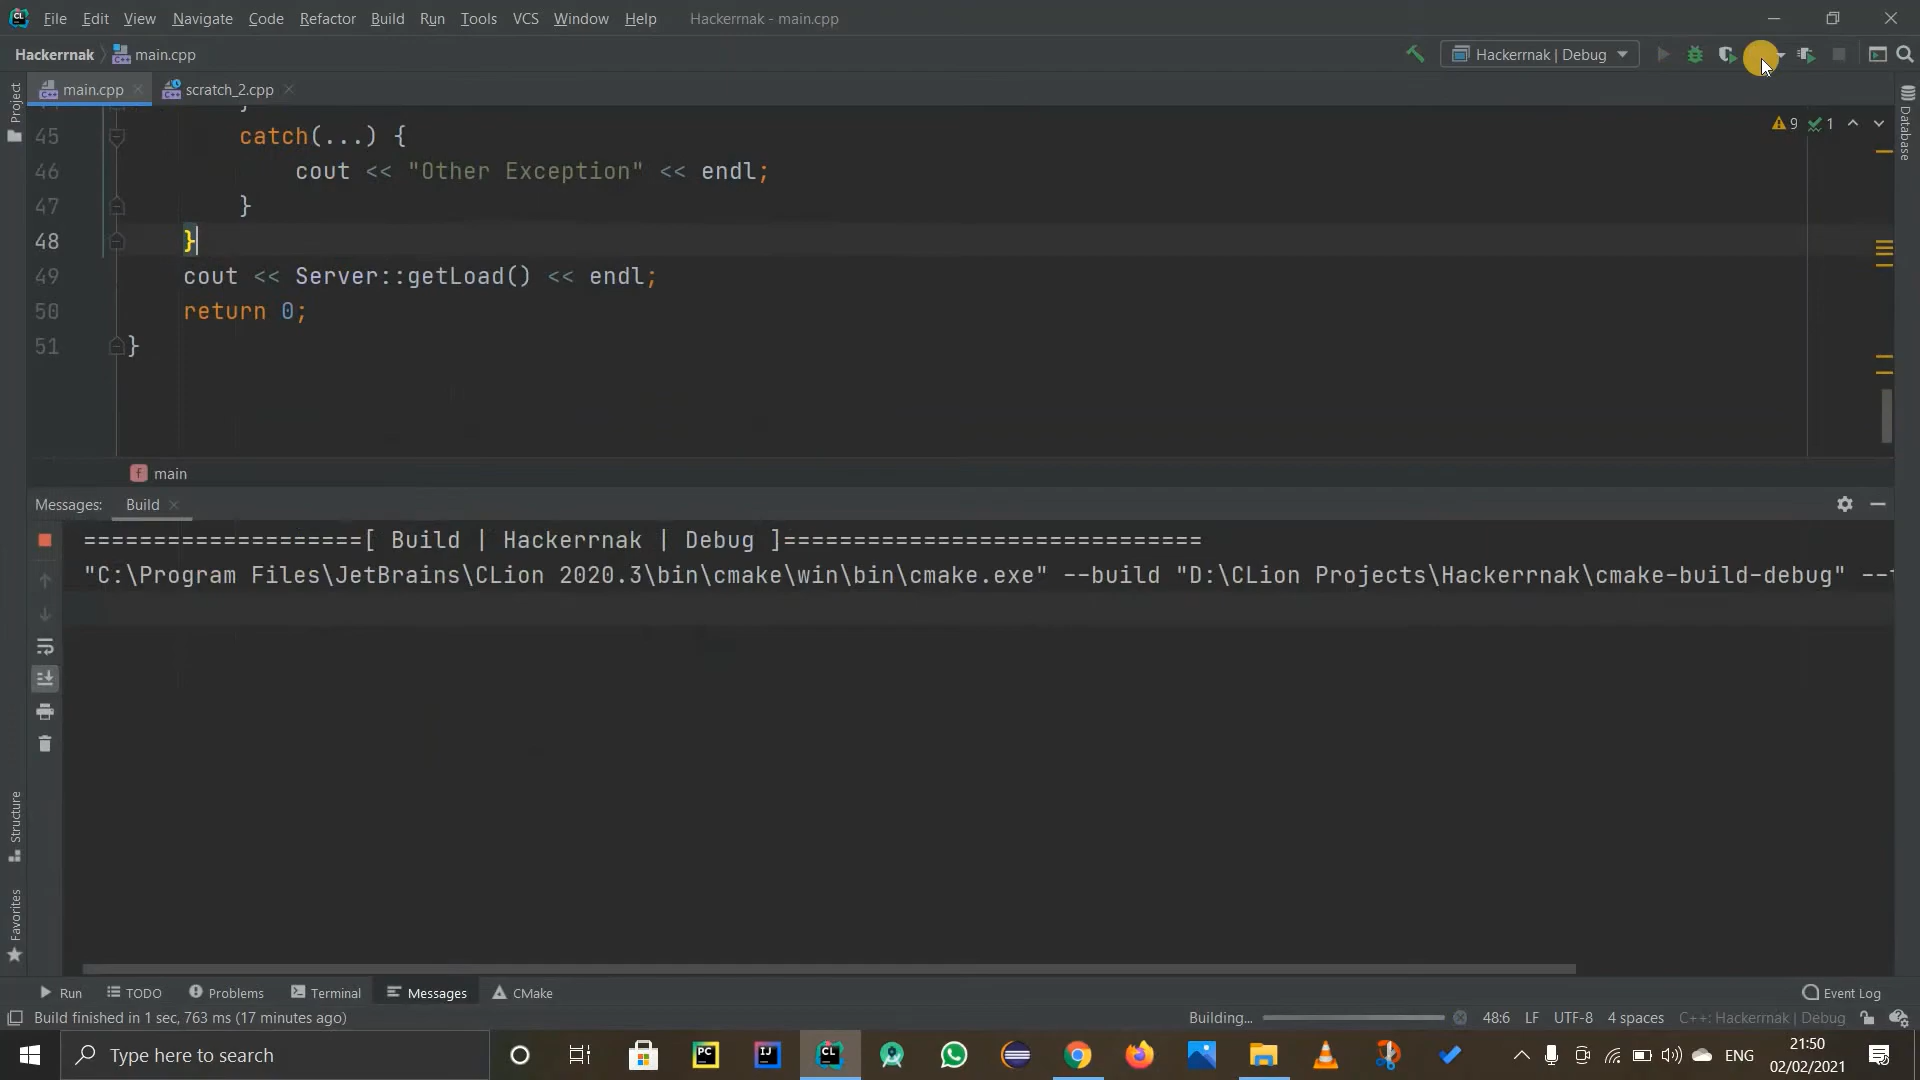 File Edit View Navigate Code Refactor Build Run Tools VCS Window Help Hackerrnak - main.cpp
Hackerrnak main.cpp Hackerrnak | Debug
main.cpp scratch_2.cpp
Project
Database
9 1
45 catch(...) {
46 cout << "Other Exception" << endl;
47 }
48 }
49 cout << Server::getLoad() << endl;
50 return 0;
51 }
f main
Messages: Build
====================[ Build | Hackerrnak | Debug ]==============================
"C:\Program Files\JetBrains\CLion 2020.3\bin\cmake\win\bin\cmake.exe" --build "D:\CLion Projects\Hackerrnak\cmake-build-debug" --
Structure
Favorites
Run TODO Problems Terminal Messages CMake Event Log
Build finished in 1 sec, 763 ms (17 minutes ago) Building... 48:6 LF UTF-8 4 spaces C++: Hackerrnak | Debug
Type here to search ENG 21:50
02/02/2021